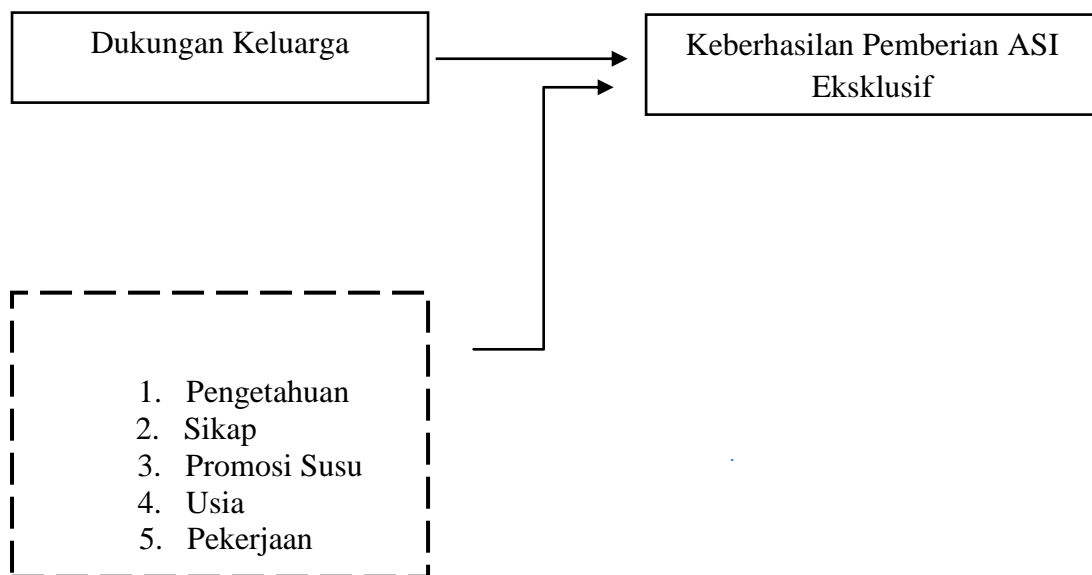 Dukungan Keluarga
Keberhasilan Pemberian ASI
Eksklusif
1. Pengetahuan
2. Sikap
3. Promosi Susu
4. Usia
5. Pekerjaan